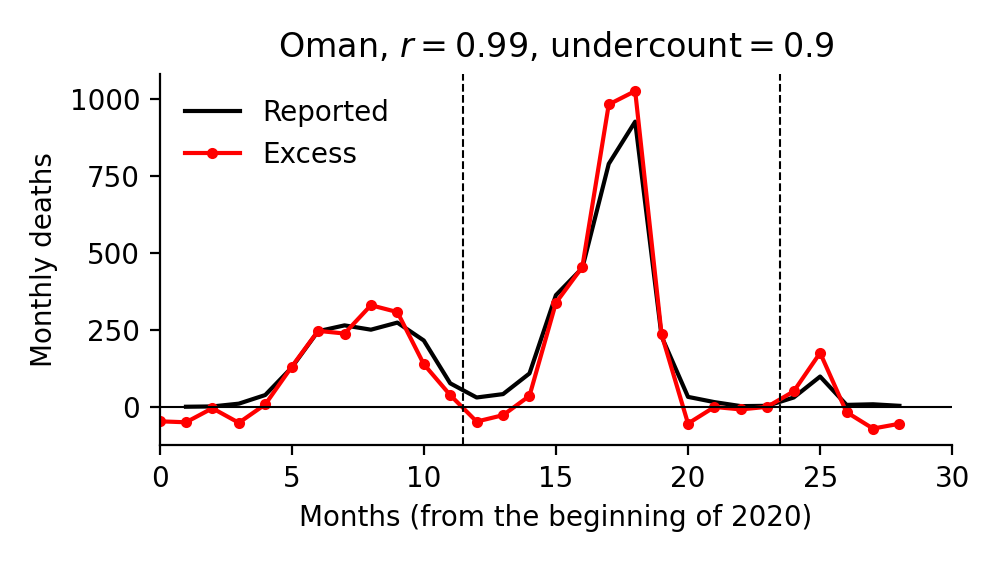 Oman, r = 0.99, undercount = 0.9
Reported
Excess
Monthly deaths
1000
750
500
250
0
0 5 10 15 20 25 30
Months (from the beginning of 2020)